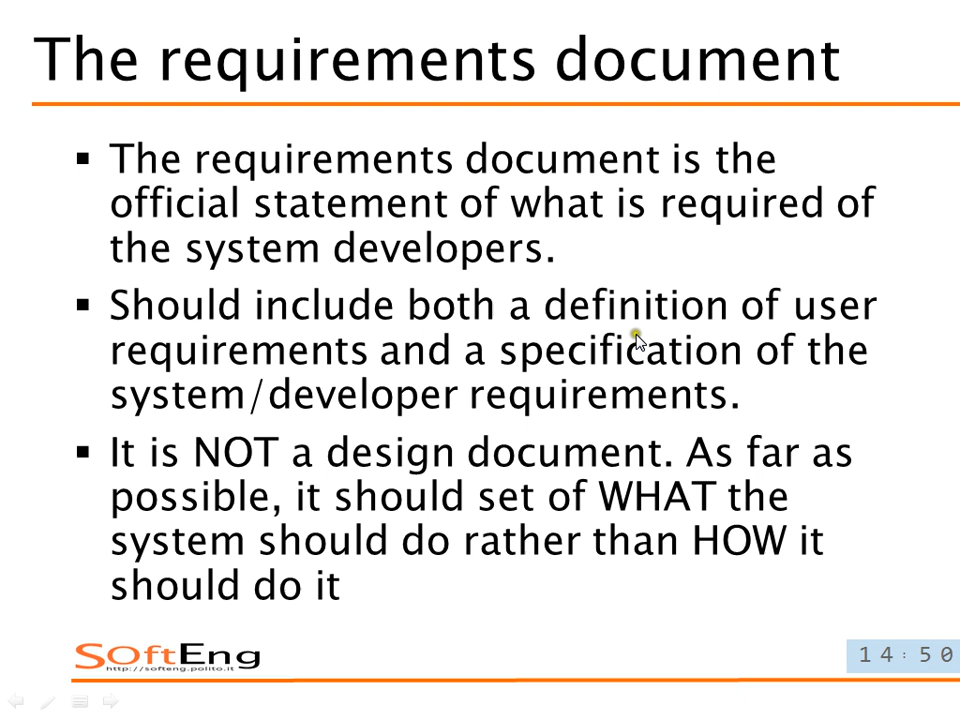 The requirements document
▪ The requirements document is the
official statement of what is required of
the system developers.
▪ Should include both a definition of user
requirements and a specification of the
system/developer requirements.
▪ It is NOT a design document. As far as
possible, it should set of WHAT the
system should do rather than HOW it
should do it
SOftEng
http://softeng.polito.it
14:50